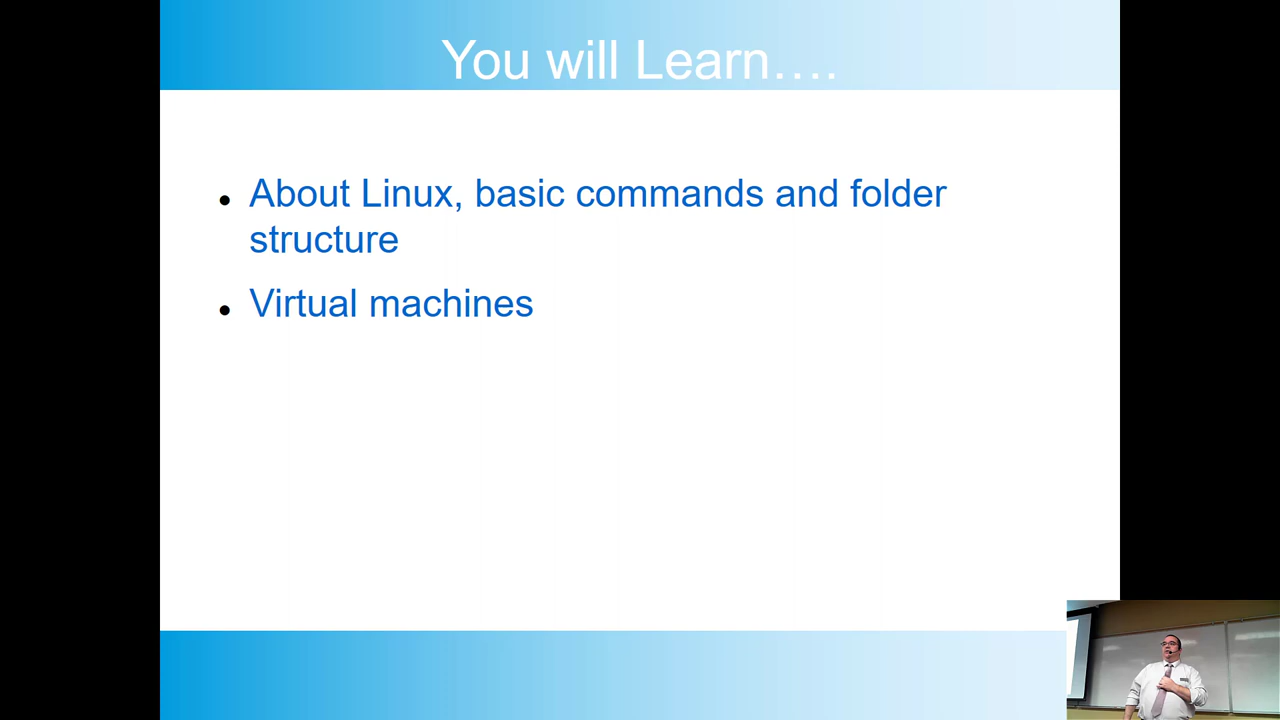 You will Learn….
• About Linux, basic commands and folder
structure
• Virtual machines